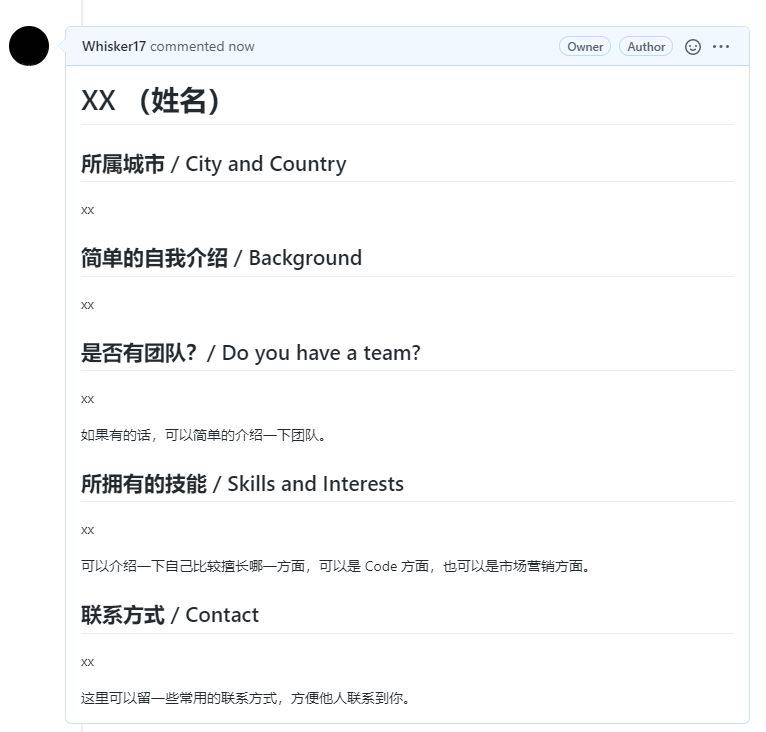 Whisker17 commented now
Owner
Author
XX （姓名）
所属城市 / City and Country
xx
简单的自我介绍 / Background
xx
是否有团队？/ Do you have a team?
xx
如果有的话，可以简单的介绍一下团队。
所拥有的技能 / Skills and Interests
xx
可以介绍一下自己比较擅长哪一方面，可以是 Code 方面，也可以是市场营销方面。
联系方式 / Contact
xx
这里可以留一些常用的联系方式，方便他人联系到你。